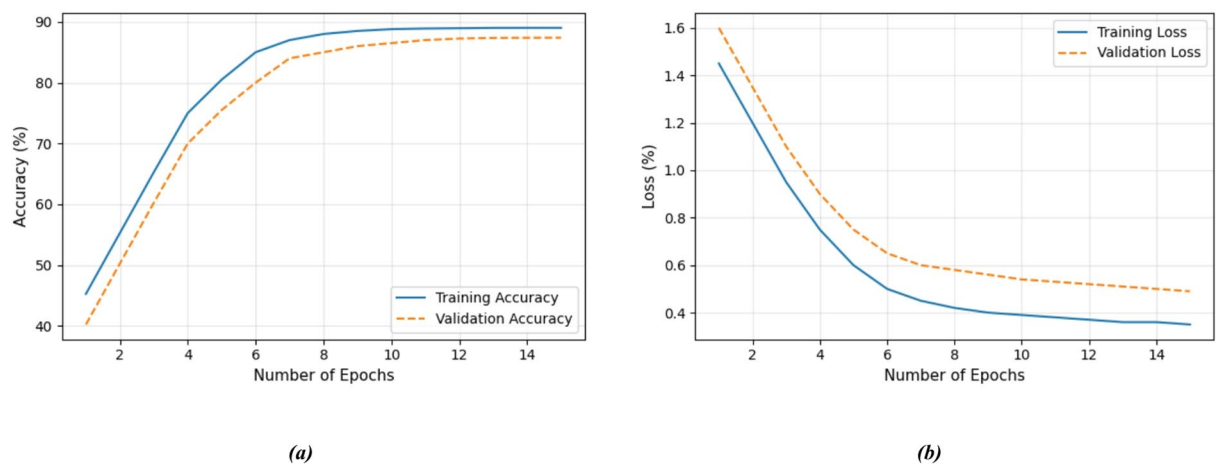 90
80
70
60
50
40
Accuracy (%)
Training Accuracy
Validation Accuracy
2 4 6 8 10 12 14
Number of Epochs
(a)
1.6
1.4
1.2
1.0
0.8
0.6
0.4
Loss (%)
Training Loss
Validation Loss
2 4 6 8 10 12 14
Number of Epochs
(b)